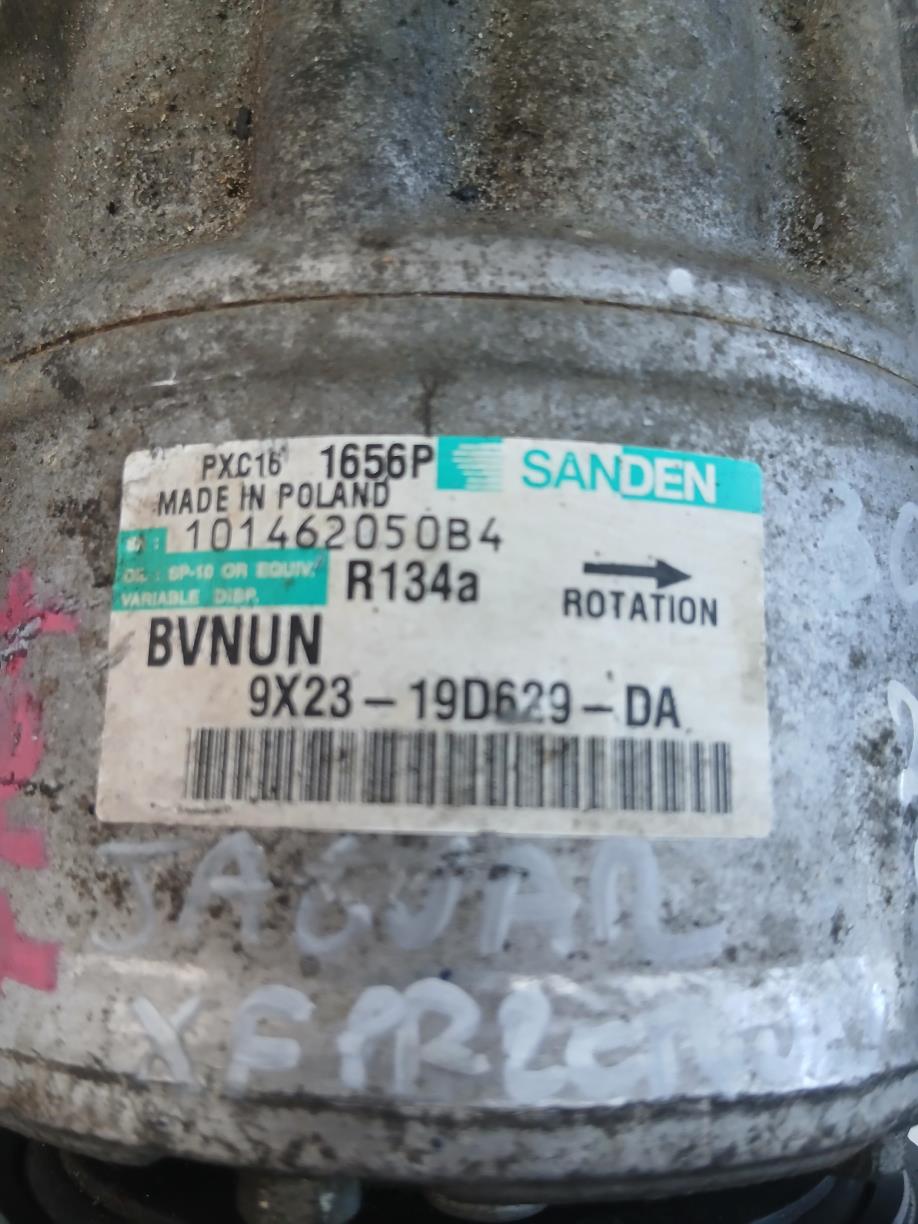 PXC16 1656P SANDEN
MADE IN POLAND
101462050B4
OIL : SP-10 OR EQUIV.
R134a
VARIABLE DISP.
ROTATION
BVNUN
9X23-19D629-DA
JAGUAR
XF